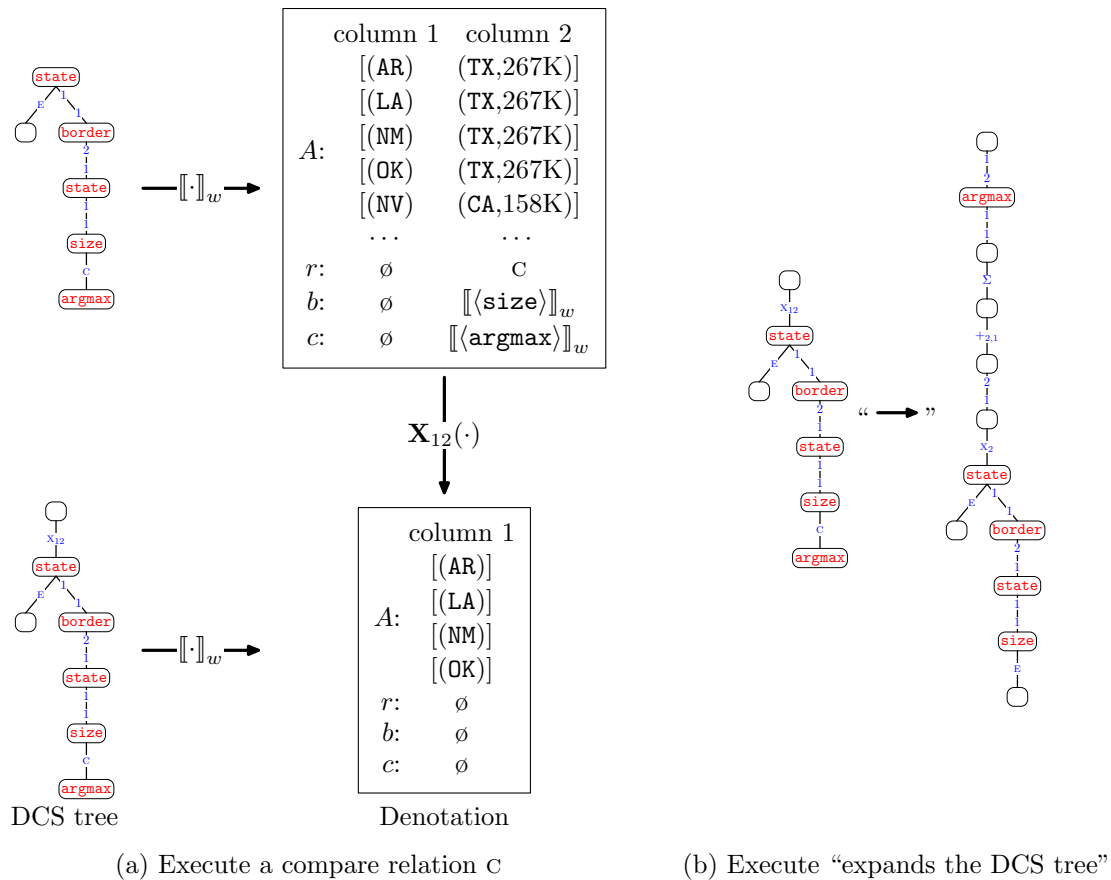 state
E
1
1
border
2
1
state
1
1
size
C
argmax
⟦·⟧w
column 1 column 2
[(AR) (TX,267K)]
[(LA) (TX,267K)]
A: [(NM) (TX,267K)]
[(OK) (TX,267K)]
[(NV) (CA,158K)]
... ...
r: ø C
b: ø ⟦⟨size⟩⟧w
c: ø ⟦⟨argmax⟩⟧w
X12(·)
X12
state
E
1
1
border
2
1
state
1
1
size
C
argmax
DCS tree
⟦·⟧w
column 1
[(AR)]
[(LA)]
A:
[(NM)]
[(OK)]
r: ø
b: ø
c: ø
Denotation
(a) Execute a compare relation C
X12
state
E
1
1
border
2
1
state
1
1
size
C
argmax
“ ”
1
2
argmax
1
1
Σ
+2,1
2
1
X2
state
E
1
1
border
2
1
state
1
1
size
E
(b) Execute “expands the DCS tree”